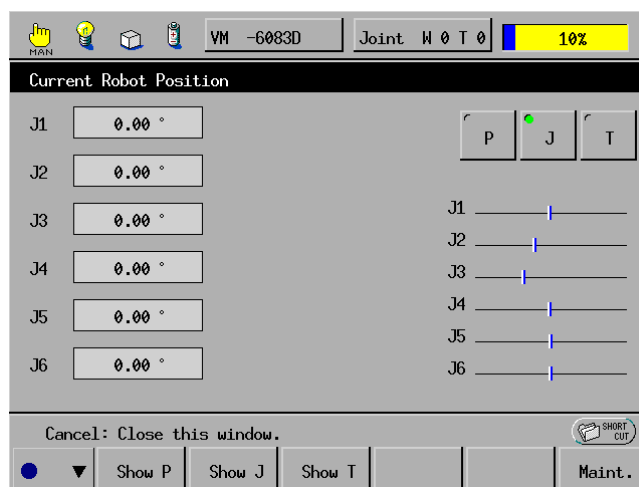 MAN VM -6083D Joint W 0 T 0 10%
Current Robot Position
J1 0.00 °
P J T
J2 0.00 °
J3 0.00 °
J4 0.00 °
J5 0.00 °
J6 0.00 °
J1
J2
J3
J4
J5
J6
Cancel: Close this window.
SHORT
CUT
Show P Show J Show T Maint.